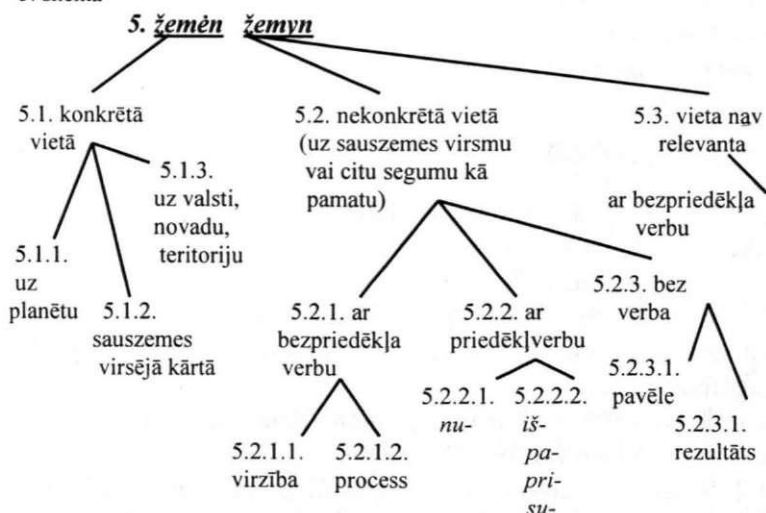 5. žemėn žemyn
5.1. konkrētā
vietā
5.2. nekonkrētā vietā
(uz sauszemes virsmu
vai citu segumu kā
pamatu)
5.3. vieta nav
relevanta
5.1.3.
uz valsti,
novadu,
teritoriju
ar bezpriedēkļa
verbu
5.1.1.
uz
planētu
5.1.2.
sauszemes
virsējā kārtā
5.2.1. ar
bezpriedēkļa
verbu
5.2.2. ar
priedēkļverbu
5.2.3. bez
verba
5.2.1.1.
virzība
5.2.1.2.
process
5.2.2.1.
nu-
5.2.2.2.
iš-
pa-
pri-
su-
5.2.3.1.
pavēle
5.2.3.1.
rezultāts